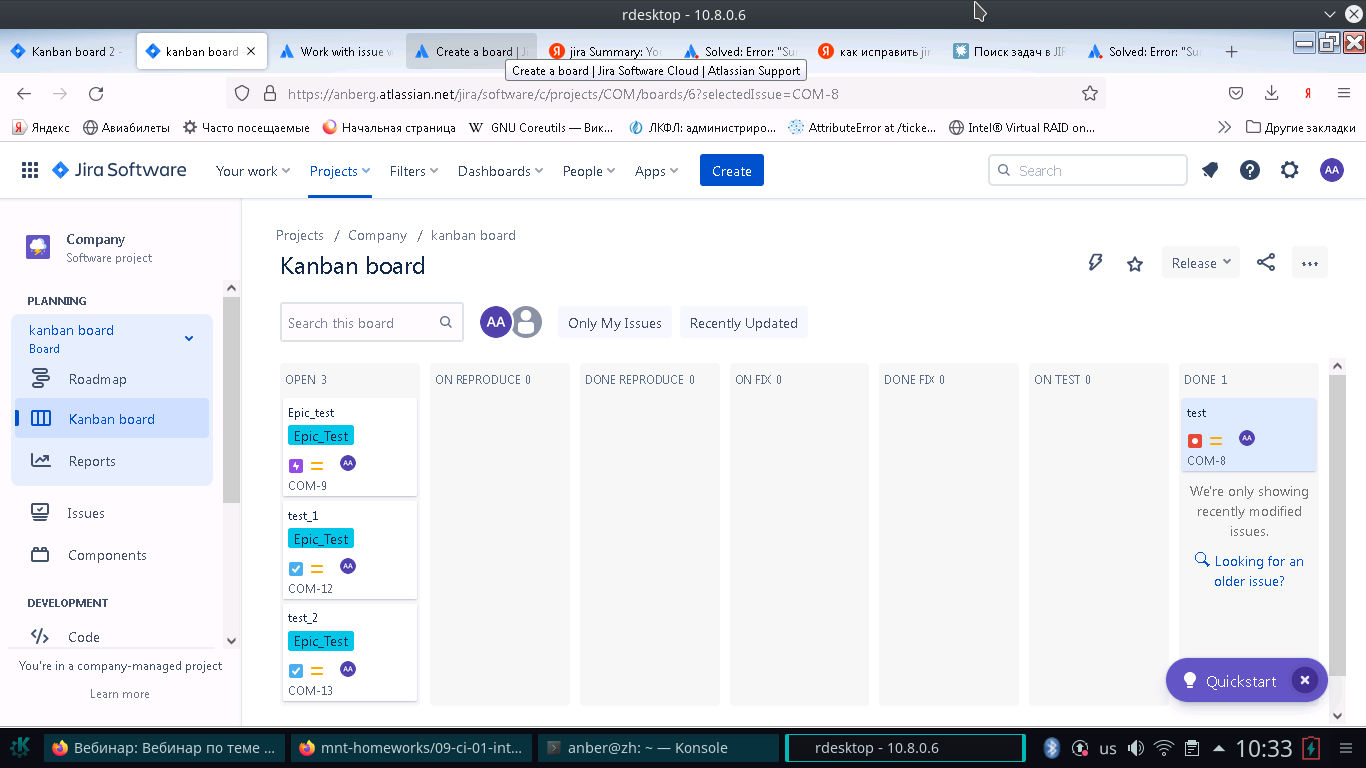 rdesktop - 10.8.0.6
Kanban board 2 -
kanban board
Work with issue w
Create a board | J
jira Summary: Yo
Solved: Error: "Su
как исправить jir
Поиск задач в JIF
Solved: Error: "Su
Create a board | Jira Software Cloud | Atlassian Support
https://anberg.atlassian.net/jira/software/c/projects/COM/boards/6?selectedIssue=COM-8
Яндекс
Авиабилеты
Часто посещаемые
Начальная страница
GNU Coreutils — Вик...
ЛКФЛ: администриро...
AttributeError at /ticke...
Intel® Virtual RAID on...
Другие закладки
Jira Software
Your work
Projects
Filters
Dashboards
People
Apps
Create
Search
AA
Company
Software project
PLANNING
kanban board
Board
Roadmap
Kanban board
Reports
Issues
Components
DEVELOPMENT
Code
You're in a company-managed project
Learn more
Projects / Company / kanban board
Kanban board
Release
Search this board
AA
Only My Issues
Recently Updated
OPEN 3
Epic_test
Epic_Test
AA
COM-9
test_1
Epic_Test
AA
COM-12
test_2
Epic_Test
AA
COM-13
ON REPRODUCE 0
DONE REPRODUCE 0
ON FIX 0
DONE FIX 0
ON TEST 0
DONE 1
test
AA
COM-8
We're only showing
recently modified
issues.
Looking for an
older issue?
Quickstart
Вебинар: Вебинар по теме ...
mnt-homeworks/09-ci-01-int...
anber@zh: ~ — Konsole
rdesktop - 10.8.0.6
us
10:33